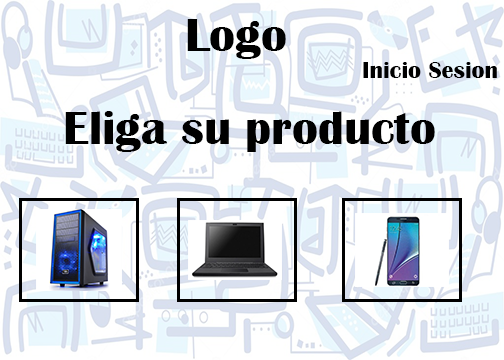 Logo
Inicio Sesion
Eliga su producto